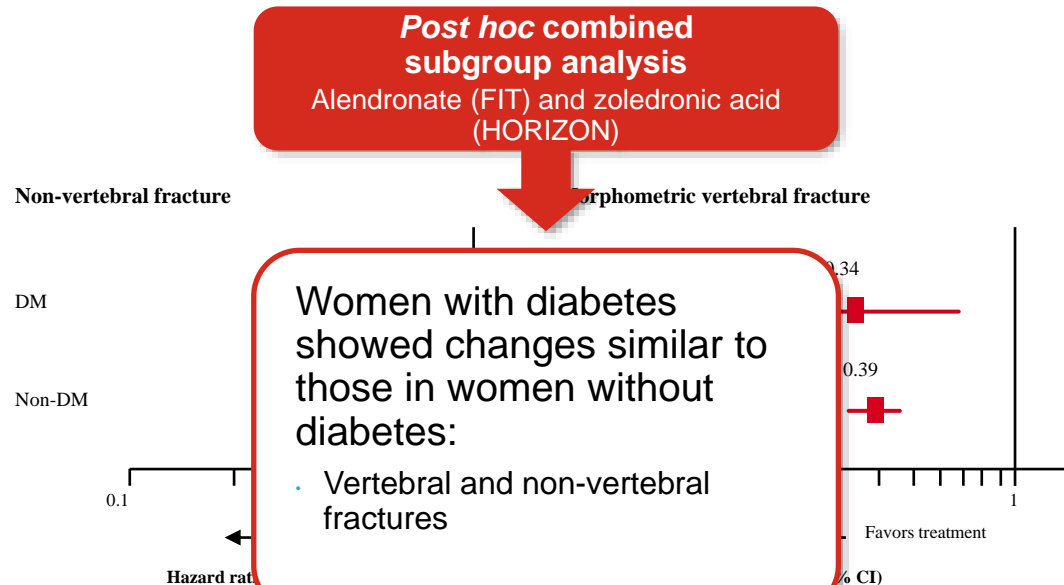 Post hoc combined
subgroup analysis
Alendronate (FIT) and zoledronic acid
(HORIZON)
Non-vertebral fracture
orphometric vertebral fracture
0.34
DM
Women with diabetes
showed changes similar to
those in women without
diabetes:
0.39
Non-DM
· Vertebral and non-vertebral
fractures
0.1
1
Favors treatment
Hazard rati
% CI)